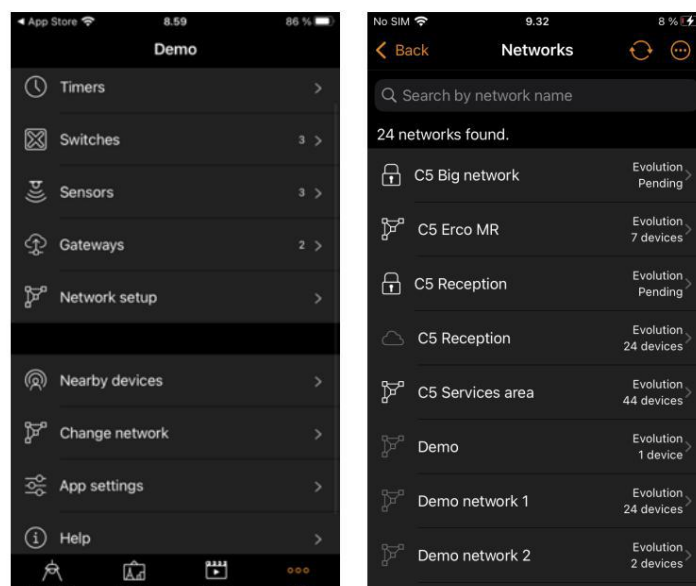 App Store 8.59 86 %
Demo
Timers
Switches 3
Sensors 3
Gateways 2
Network setup
Nearby devices
Change network
App settings
Help
No SIM 9.32 8 %
Back Networks
Search by network name
24 networks found.
C5 Big network Evolution
Pending
C5 Erco MR Evolution
7 devices
C5 Reception Evolution
Pending
C5 Reception Evolution
24 devices
C5 Services area Evolution
44 devices
Demo Evolution
1 device
Demo network 1 Evolution
24 devices
Demo network 2 Evolution
2 devices